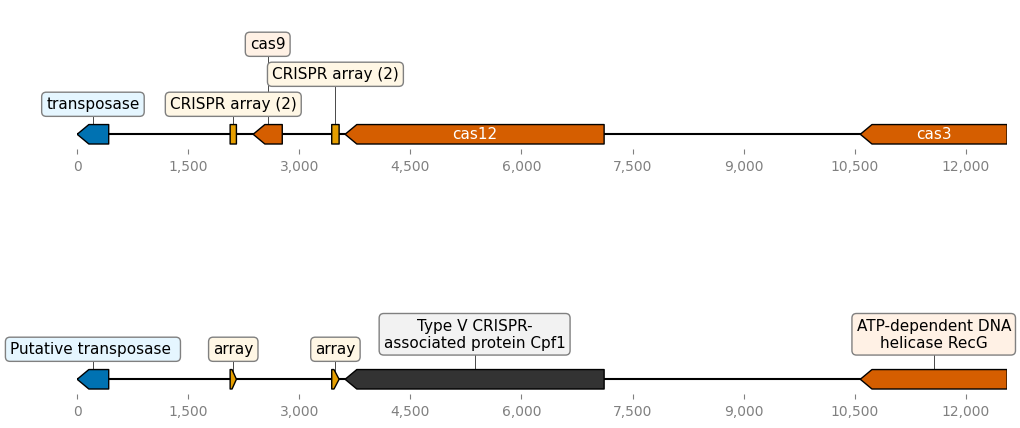 cas9
CRISPR array (2)
transposase
CRISPR array (2)
cas12
cas3
0
1,500
3,000
4,500
6,000
7,500
9,000
10,500
12,000
Type V CRISPR-
associated protein Cpf1
ATP-dependent DNA
helicase RecG
Putative transposase
array
array
0
1,500
3,000
4,500
6,000
7,500
9,000
10,500
12,000